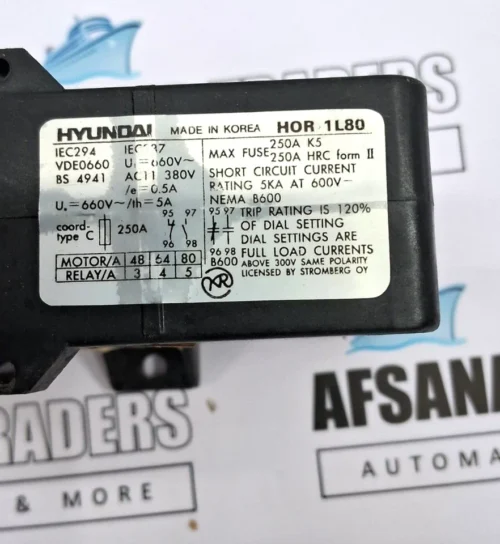 HYUNDAI MADE IN KOREA HOR 1L80
IEC294
VDE0660 Uᵢ=660V~
BS 4941 AC11 380V
Ie=0.5A
Uₑ=660V~/Ith=5A
95 97
coord-
type C 250A
96 98
MOTOR/A 48 64 80
RELAY/A 3 4 5
MAX FUSE 250A K5
250A HRC form II
SHORT CIRCUIT CURRENT
RATING 5KA AT 600V~
NEMA B600
95 97 TRIP RATING IS 120%
OF DIAL SETTING
DIAL SETTINGS ARE
96 98 FULL LOAD CURRENTS
B600 ABOVE 300V SAME POLARITY
LICENSED BY STROMBERG OY
RADERS
RADERS
& MORE
AFSANA
AUTOMA